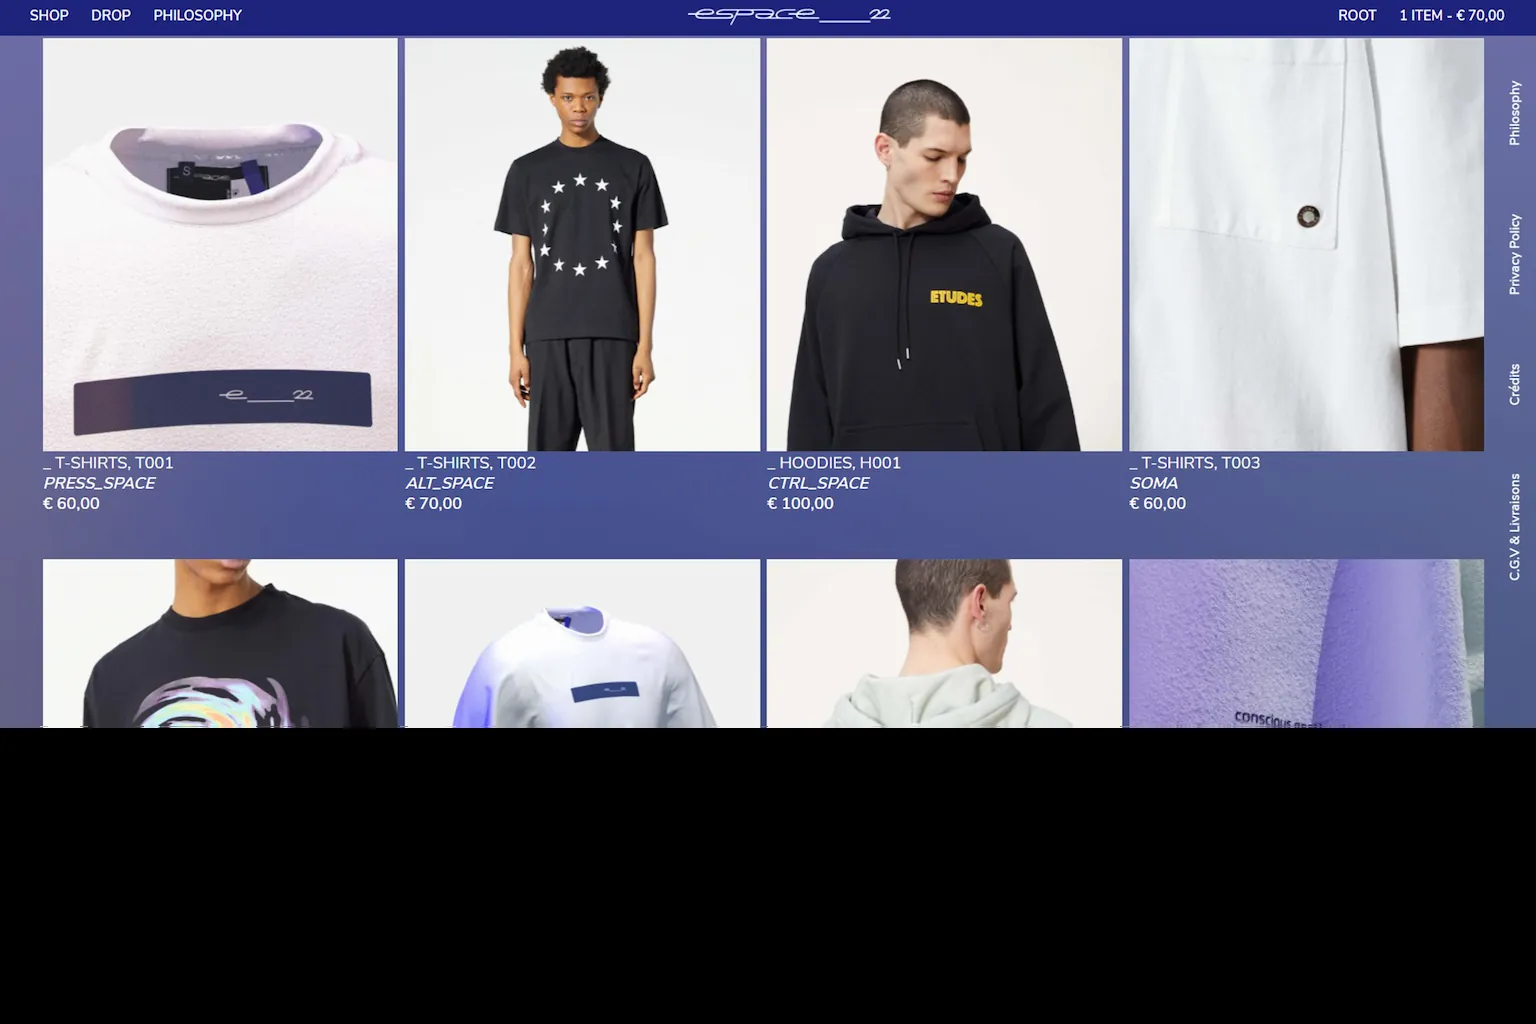 SHOP DROP PHILOSOPHY
espace___22
ROOT 1 ITEM - € 70,00
S
e___22
ETUDES
Philosophy
Privacy Policy
Crédits
C.G.V & Livraisons
_ T-SHIRTS, T001
PRESS_SPACE
€ 60,00
_ T-SHIRTS, T002
ALT_SPACE
€ 70,00
_ HOODIES, H001
CTRL_SPACE
€ 100,00
_ T-SHIRTS, T003
SOMA
€ 60,00
conscious